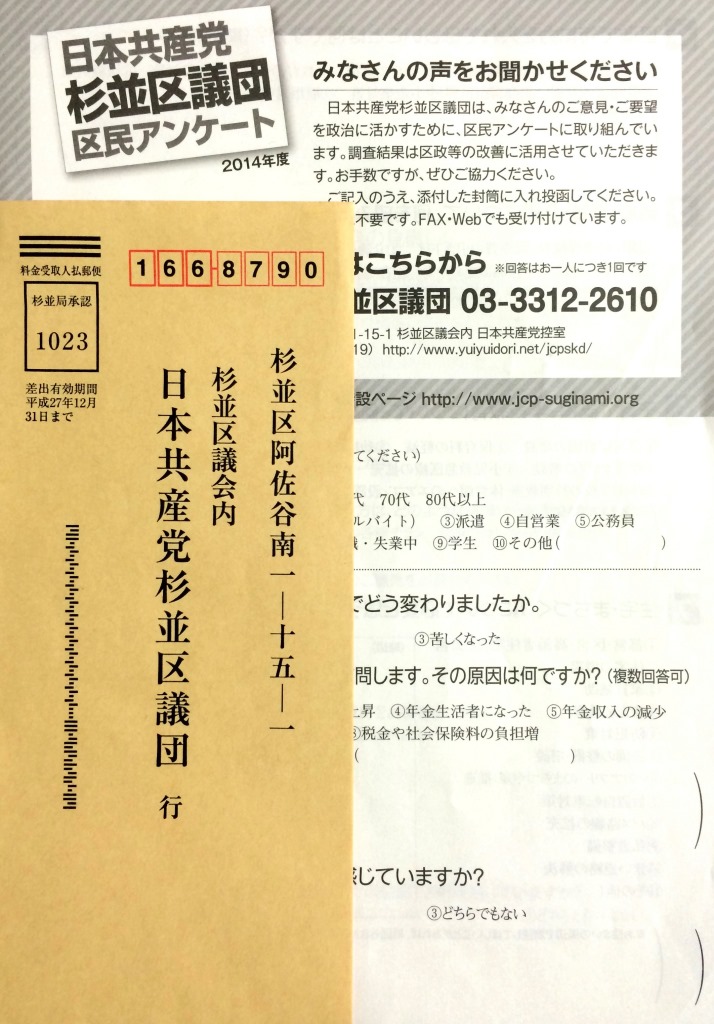 日本共産党
杉並区議団
区民アンケート
2014年度
みなさんの声をお聞かせください
日本共産党杉並区議団は、みなさんのご意見・ご要望
を政治に活かすために、区民アンケートに取り組んでい
ます。調査結果は区政等の改善に活用させていただきま
す。お手数ですが、ぜひご協力ください。
ご記入のうえ、添付した封筒に入れ投函してください。
不要です。FAX・Webでも受け付けています。
はこちらから ※回答はお一人につき1回です
並区議団 03-3312-2610
1-15-1 杉並区議会内 日本共産党控室
19) http://www.yuiyuidori.net/jcpskd/
設ページ http://www.jcp-suginami.org
てください)
代 70代 80代以上
ルバイト) ③派遣 ④自営業 ⑤公務員
職・失業中 ⑨学生 ⑩その他( )
でどう変わりましたか。
③苦しくなった
問します。その原因は何ですか?(複数回答可)
上昇 ④年金生活者になった ⑤年金収入の減少
⑧税金や社会保険料の負担増
( )
感じていますか?
③どちらでもない
料金受取人払郵便
杉並局承認
1023
差出有効期間
平成27年12月
31日まで
166-8790
杉並区阿佐谷南一―十五―一
杉並区議会内
日本共産党杉並区議団 行